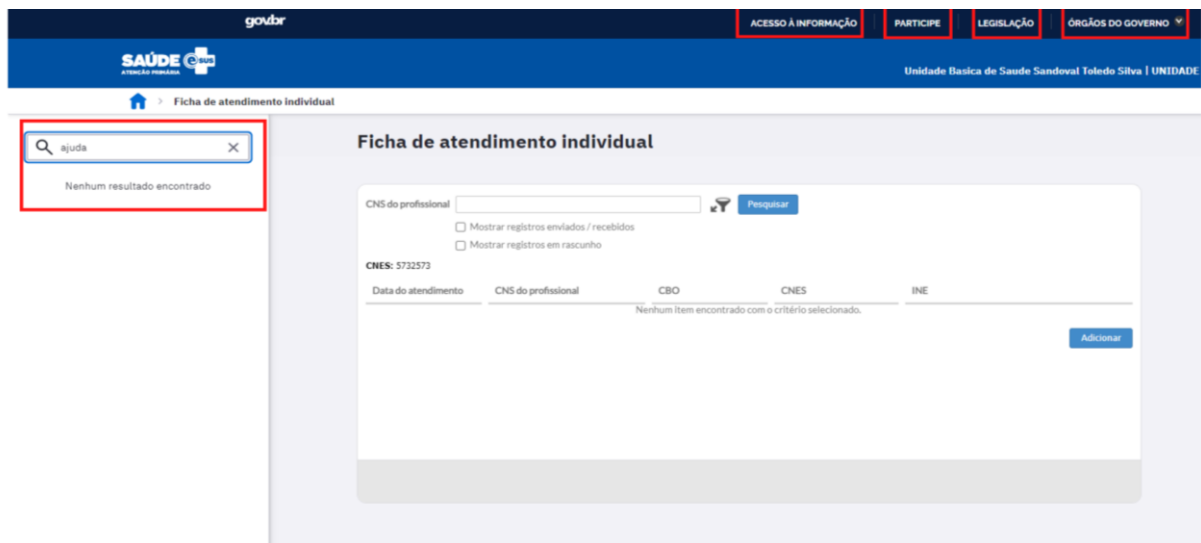 gov.br
ACESSO À INFORMAÇÃO
PARTICIPE
LEGISLAÇÃO
ÓRGÃOS DO GOVERNO
SAÚDE e-SUS
ATENÇÃO PRIMÁRIA
Unidade Basica de Saude Sandoval Toledo Silva | UNIDADE
> Ficha de atendimento individual
ajuda
Nenhum resultado encontrado
Ficha de atendimento individual
CNS do profissional
Pesquisar
Mostrar registros enviados / recebidos
Mostrar registros em rascunho
CNES: 5732573
Data do atendimento CNS do profissional CBO CNES INE
Nenhum item encontrado com o critério selecionado.
Adicionar